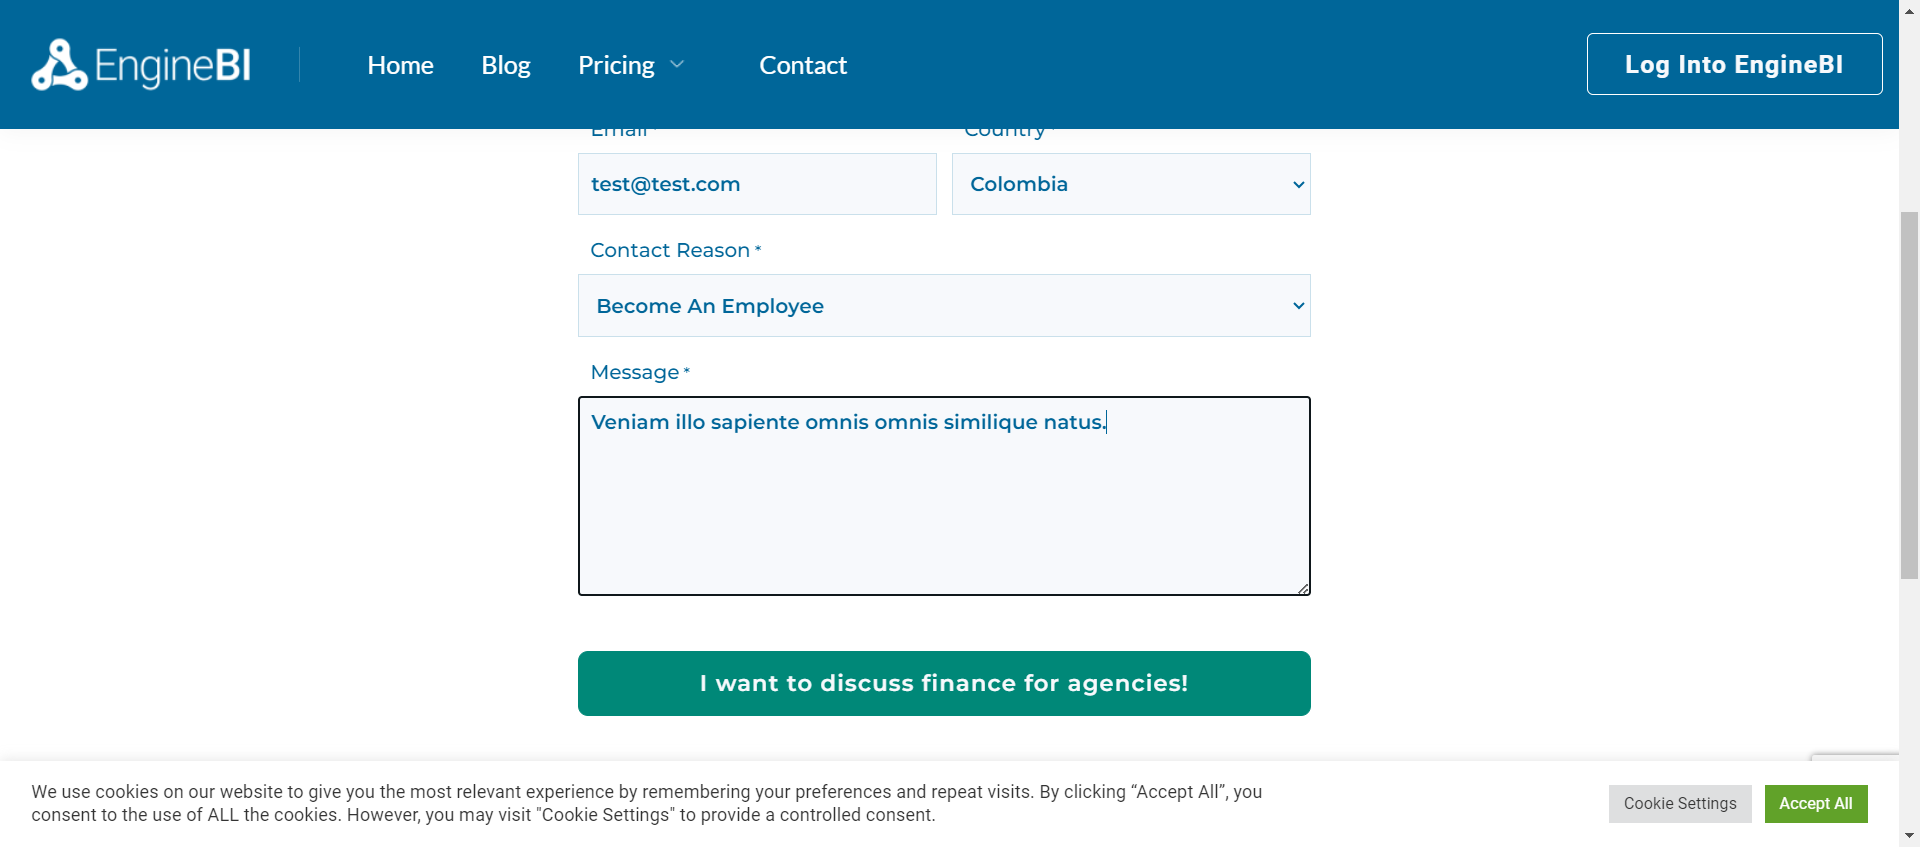 EngineBI
Home
Blog
Pricing
Contact
Log Into EngineBI
Email *
Country *
test@test.com
Colombia
Contact Reason *
Become An Employee
Message *
Veniam illo sapiente omnis omnis similique natus.
I want to discuss finance for agencies!
We use cookies on our website to give you the most relevant experience by remembering your preferences and repeat visits. By clicking “Accept All”, you
consent to the use of ALL the cookies. However, you may visit "Cookie Settings" to provide a controlled consent.
Cookie Settings
Accept All